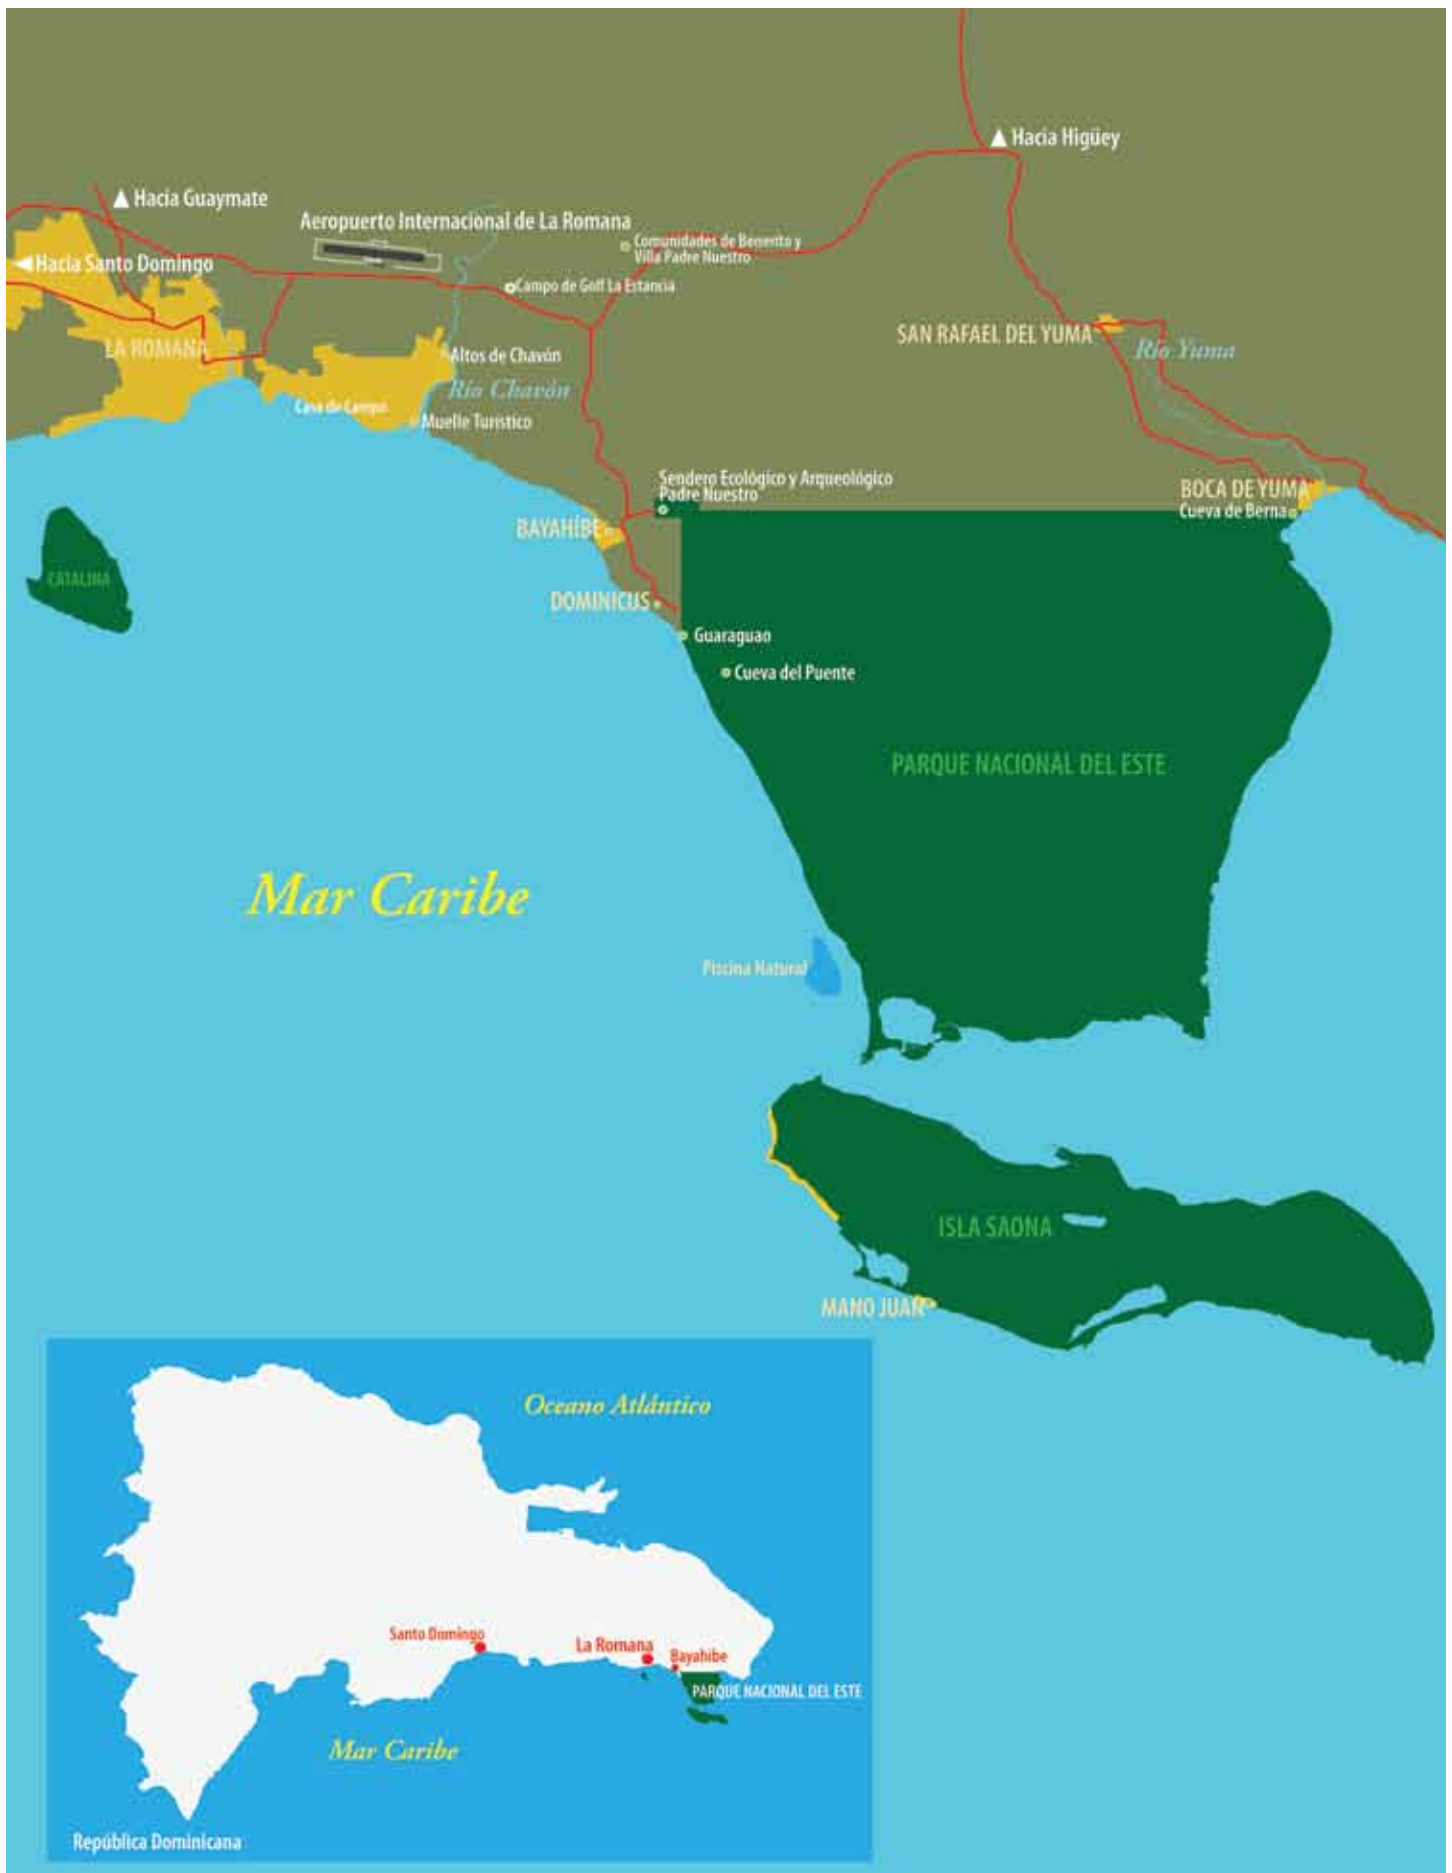 Hacia Higüey
Hacia Guaymate
Aeropuerto Internacional de La Romana
Comunidades de Benerito y
Villa Padre Nuestro
Hacia Santo Domingo
Campo de Golf La Estancia
SAN RAFAEL DEL YUMA
Río Yuma
LA ROMANA
Altos de Chavón
Río Chavón
Casa de Campo
Muelle Turístico
Sendero Ecológico y Arqueológico
Padre Nuestro
BOCA DE YUMA
Cueva de Berna
BAYAHÍBE
CATALINA
DOMINICUS
Guaraguao
Cueva del Puente
PARQUE NACIONAL DEL ESTE
Mar Caribe
Piscina Natural
ISLA SAONA
MANO JUAN
Oceano Atlántico
Santo Domingo
La Romana
Bayahibe
PARQUE NACIONAL DEL ESTE
Mar Caribe
República Dominicana